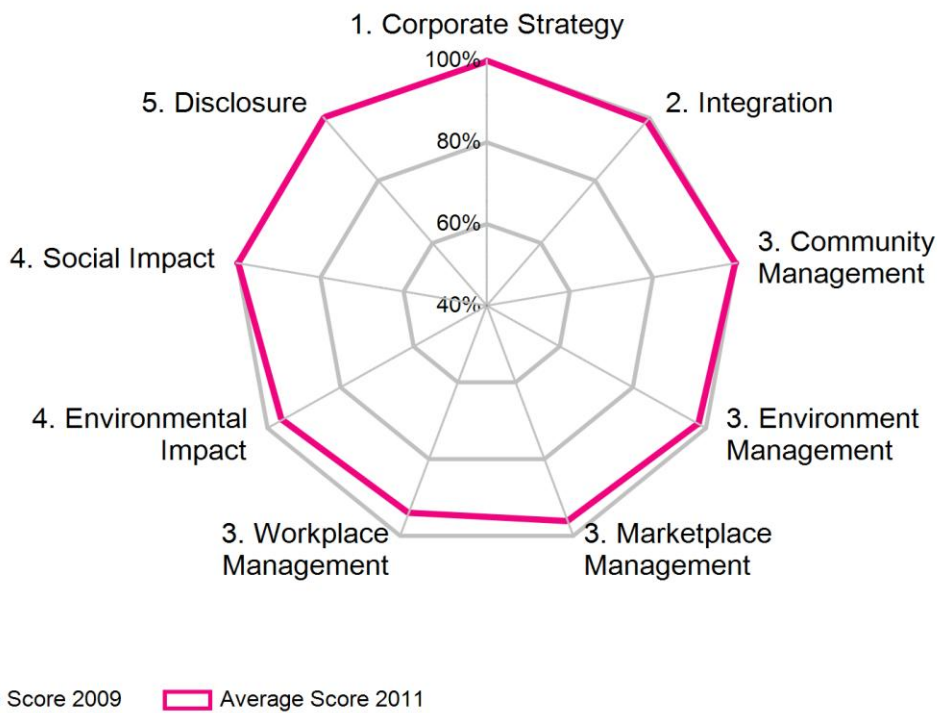 1. Corporate Strategy
100%
5. Disclosure
2. Integration
80%
60%
4. Social Impact
3. Community
Management
40%
4. Environmental
Impact
3. Environment
Management
3. Workplace
Management
3. Marketplace
Management
Score 2009
Average Score 2011